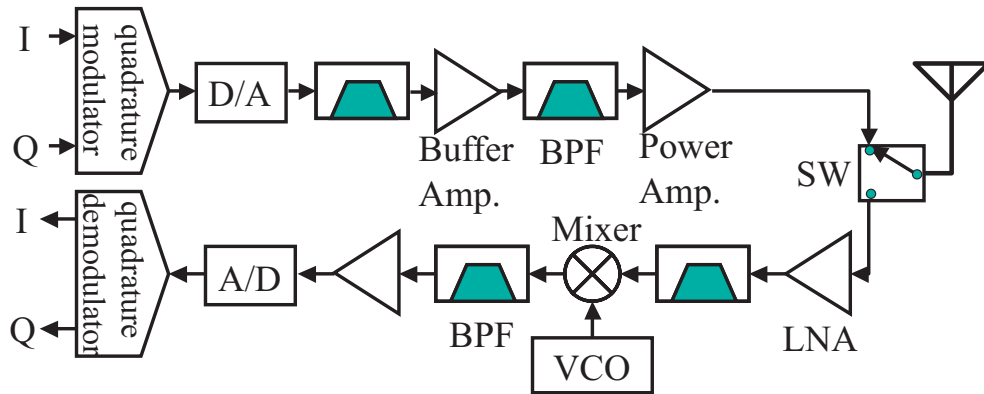 I
Q
quadrature
modulator
D/A
Buffer
Amp.
BPF
Power
Amp.
SW
I
Q
quadrature
demodulator
A/D
BPF
Mixer
VCO
LNA